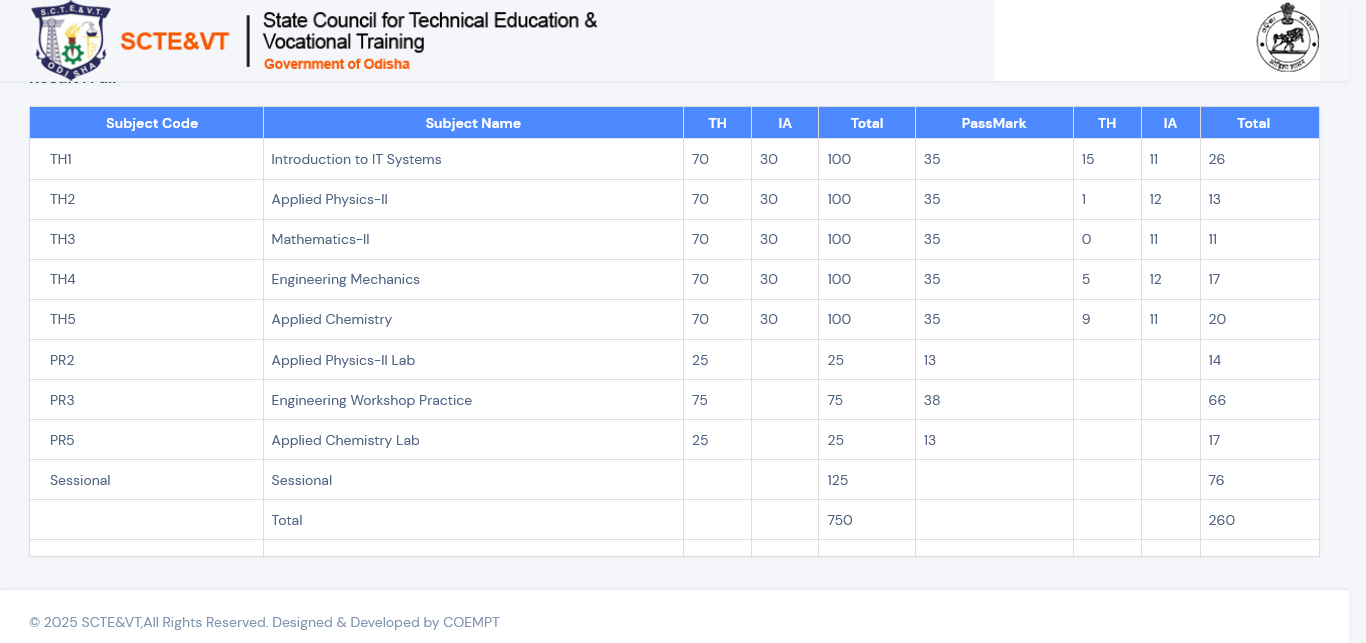 S.C.T.E.&V.T.
ODISHA
SCTE&VT
State Council for Technical Education &
Vocational Training
Government of Odisha
Subject Code Subject Name TH IA Total PassMark TH IA Total
TH1 Introduction to IT Systems 70 30 100 35 15 11 26
TH2 Applied Physics-II 70 30 100 35 1 12 13
TH3 Mathematics-II 70 30 100 35 0 11 11
TH4 Engineering Mechanics 70 30 100 35 5 12 17
TH5 Applied Chemistry 70 30 100 35 9 11 20
PR2 Applied Physics-II Lab 25 25 13 14
PR3 Engineering Workshop Practice 75 75 38 66
PR5 Applied Chemistry Lab 25 25 13 17
Sessional Sessional 125 76
Total 750 260
© 2025 SCTE&VT,All Rights Reserved. Designed & Developed by COEMPT